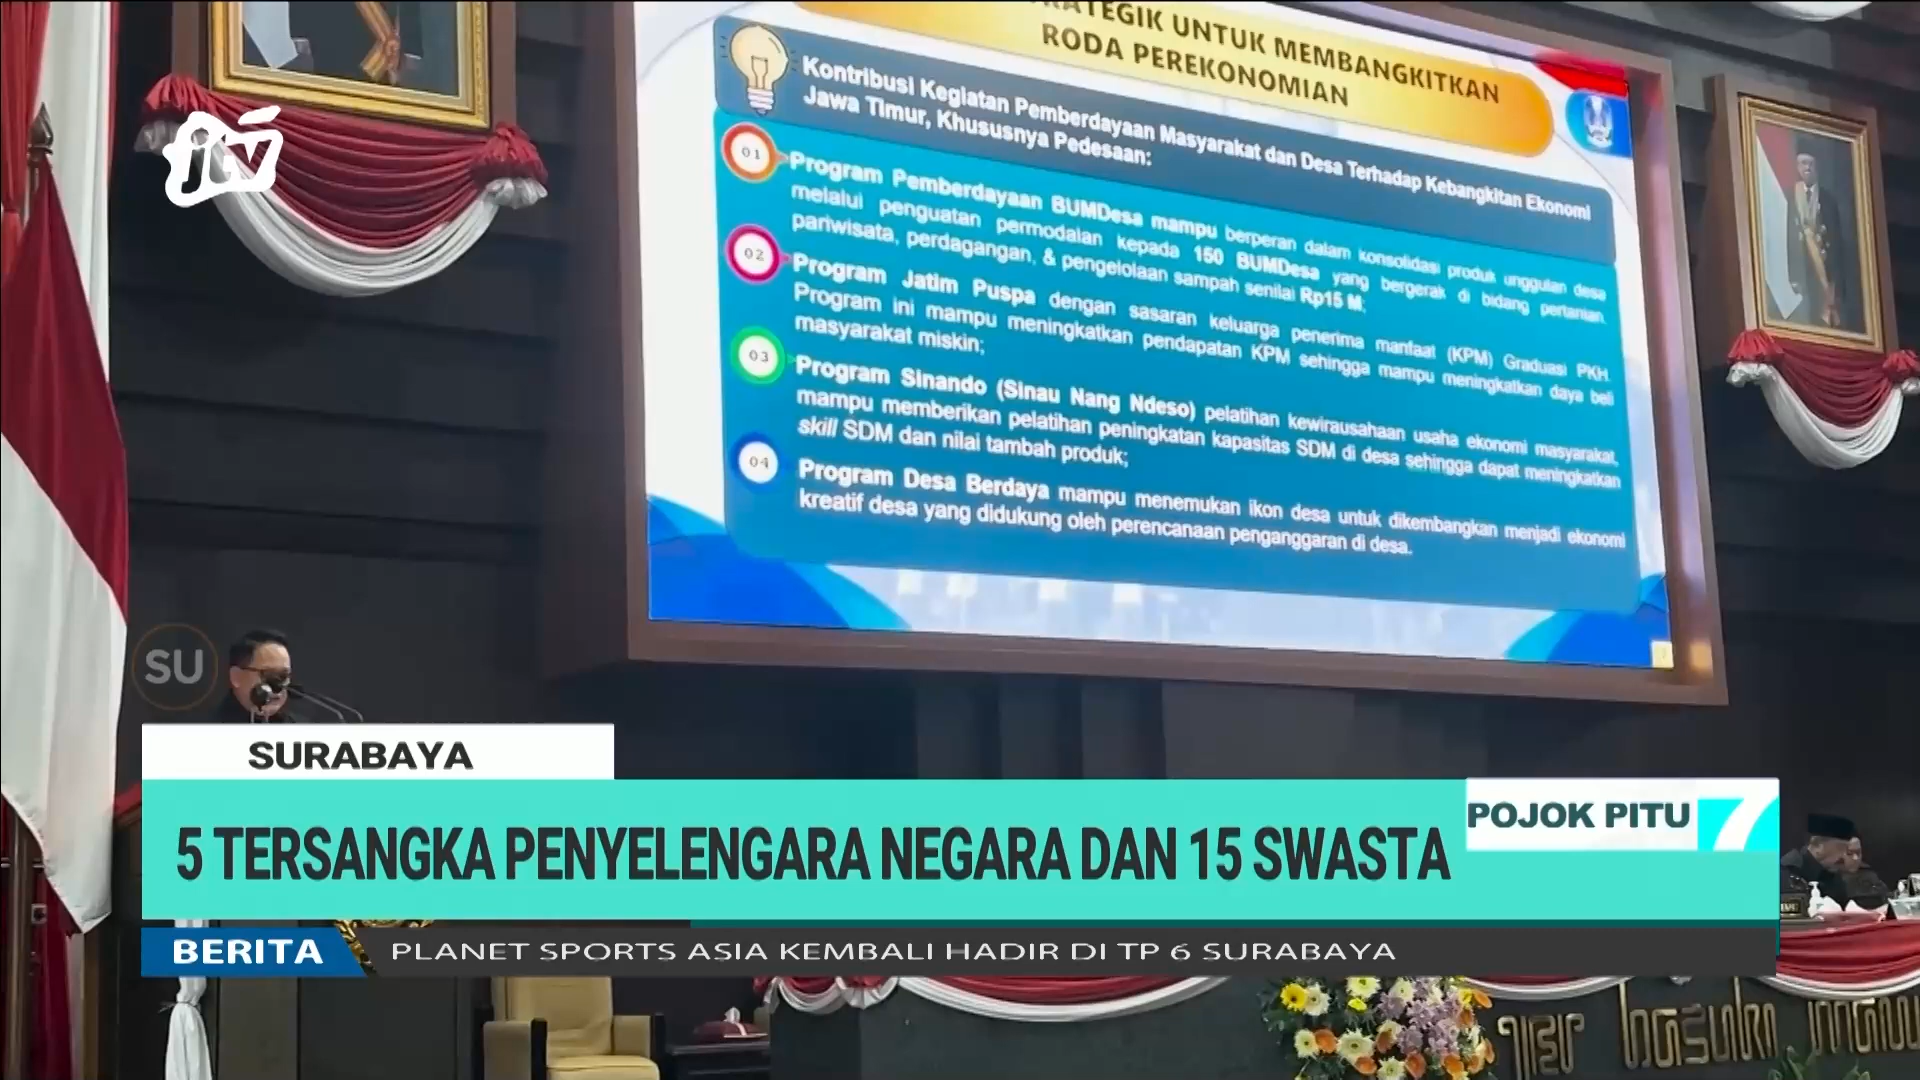 STRATEGIK UNTUK MEMBANGKITKAN
RODA PEREKONOMIAN
Kontribusi Kegiatan Pemberdayaan Masyarakat dan Desa Terhadap Kebangkitan Ekonomi
Jawa Timur, Khususnya Pedesaan:
01
Program Pemberdayaan BUMDesa mampu berperan dalam konsolidasi produk unggulan desa
melalui penguatan permodalan kepada 150 BUMDesa yang bergerak di bidang pertanian,
pariwisata, perdagangan, & pengelolaan sampah senilai Rp15 M;
02
Program Jatim Puspa dengan sasaran keluarga penerima manfaat (KPM) Graduasi PKH.
Program ini mampu meningkatkan pendapatan KPM sehingga mampu meningkatkan daya beli
masyarakat miskin;
03
Program Sinando (Sinau Nang Ndeso) pelatihan kewirausahaan usaha ekonomi masyarakat,
mampu memberikan pelatihan peningkatan kapasitas SDM di desa sehingga dapat meningkatkan
skill SDM dan nilai tambah produk;
04
Program Desa Berdaya mampu menemukan ikon desa untuk dikembangkan menjadi ekonomi
kreatif desa yang didukung oleh perencanaan penganggaran di desa.
jtv
SU
SURABAYA
5 TERSANGKA PENYELENGARA NEGARA DAN 15 SWASTA
POJOK PITU 7
BERITA
PLANET SPORTS ASIA KEMBALI HADIR DI TP 6 SURABAYA